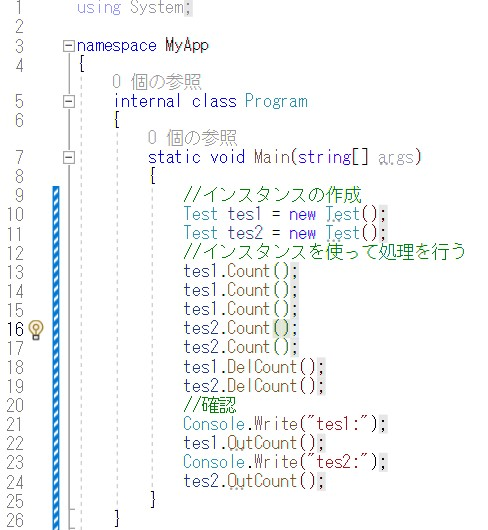 1 using System;
2
3 namespace MyApp
4 {
0 個の参照
5 internal class Program
6 {
0 個の参照
7 static void Main(string[] args)
8 {
9 //インスタンスの作成
10 Test tes1 = new Test();
11 Test tes2 = new Test();
12 //インスタンスを使って処理を行う
13 tes1.Count();
14 tes1.Count();
15 tes1.Count();
16 tes2.Count();
17 tes2.Count();
18 tes1.DelCount();
19 tes2.DelCount();
20 //確認
21 Console.Write("tes1:");
22 tes1.OutCount();
23 Console.Write("tes2:");
24 tes2.OutCount();
25 }
26 }